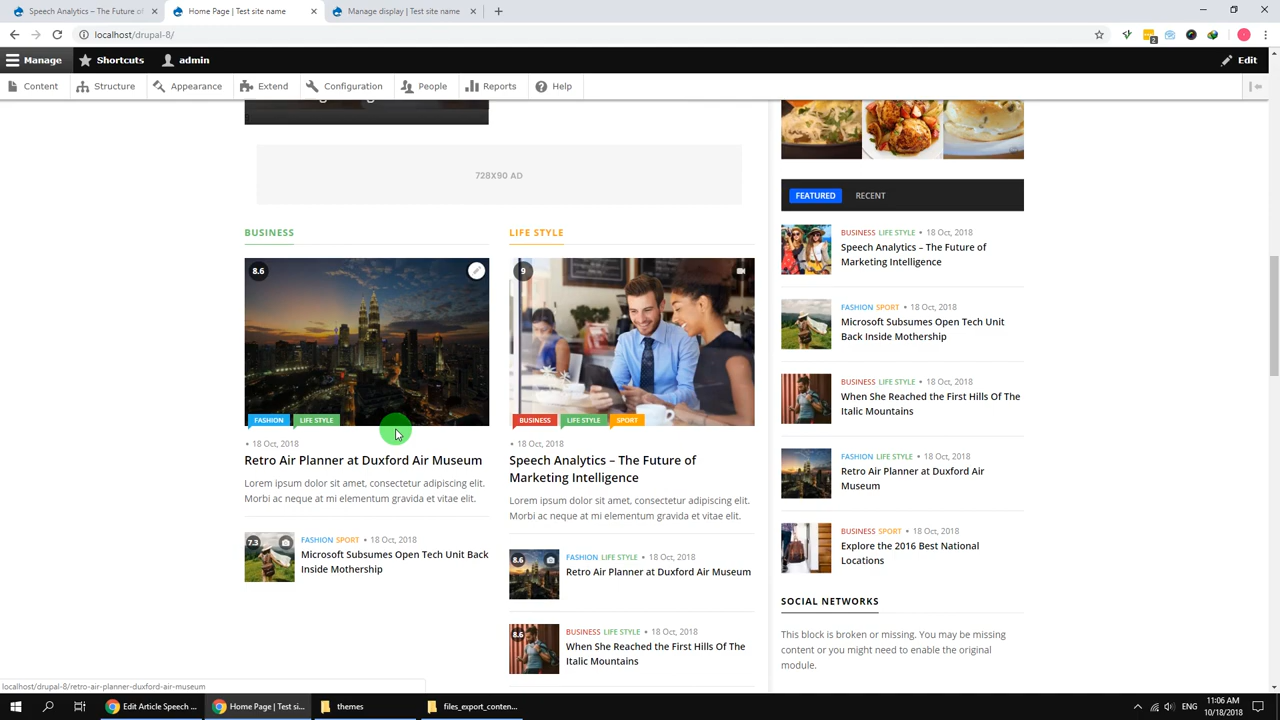 Speech Analytics – The Future of
Home Page | Test site name
Manage display | Test site name
localhost/drupal-8/
2
Manage
Shortcuts
admin
Edit
Content
Structure
Appearance
Extend
Configuration
People
Reports
Help
728X90 AD
FEATURED
RECENT
BUSINESS
8.6
FASHION
LIFE STYLE
• 18 Oct, 2018
Retro Air Planner at Duxford Air Museum
Lorem ipsum dolor sit amet, consectetur adipiscing elit.
Morbi ac neque at mi elementum gravida et vitae elit.
7.3
FASHION SPORT • 18 Oct, 2018
Microsoft Subsumes Open Tech Unit Back
Inside Mothership
LIFE STYLE
9
BUSINESS
LIFE STYLE
SPORT
• 18 Oct, 2018
Speech Analytics – The Future of
Marketing Intelligence
Lorem ipsum dolor sit amet, consectetur adipiscing elit.
Morbi ac neque at mi elementum gravida et vitae elit.
8.6
FASHION LIFE STYLE • 18 Oct, 2018
Retro Air Planner at Duxford Air Museum
8.6
BUSINESS LIFE STYLE • 18 Oct, 2018
When She Reached the First Hills Of The
Italic Mountains
BUSINESS LIFE STYLE • 18 Oct, 2018
Speech Analytics – The Future of
Marketing Intelligence
FASHION SPORT • 18 Oct, 2018
Microsoft Subsumes Open Tech Unit
Back Inside Mothership
BUSINESS LIFE STYLE • 18 Oct, 2018
When She Reached the First Hills Of The
Italic Mountains
FASHION LIFE STYLE • 18 Oct, 2018
Retro Air Planner at Duxford Air
Museum
BUSINESS SPORT • 18 Oct, 2018
Explore the 2016 Best National
Locations
SOCIAL NETWORKS
This block is broken or missing. You may be missing
content or you might need to enable the original
module.
localhost/drupal-8/retro-air-planner-duxford-air-museum
Edit Article Speech ...
Home Page | Test si...
themes
files_export_conten...
ENG
11:06 AM
10/18/2018